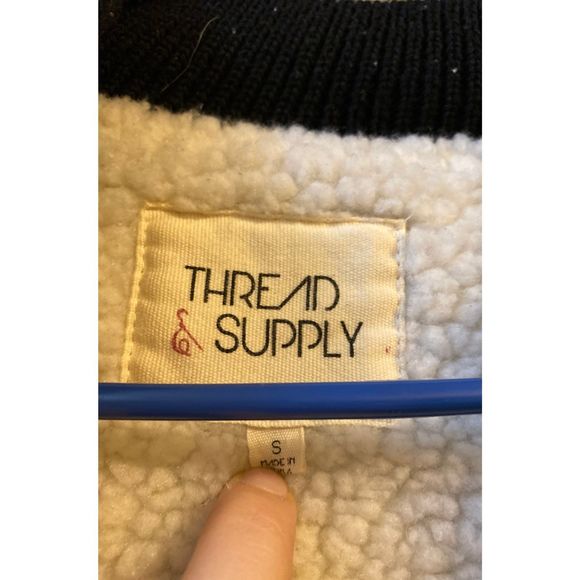 THREAD
& SUPPLY
S
MADE IN